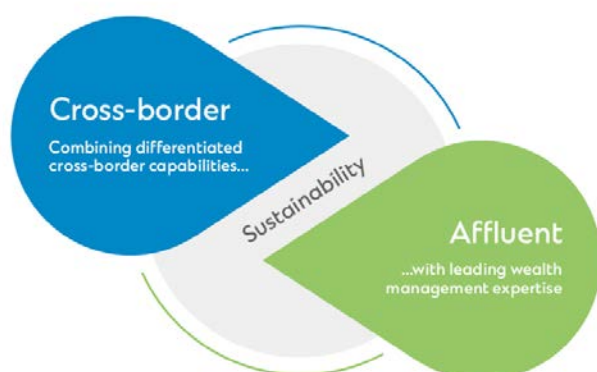 Cross-border
Combining differentiated
cross-border capabilities...
Sustainability
Affluent
...with leading wealth
management expertise